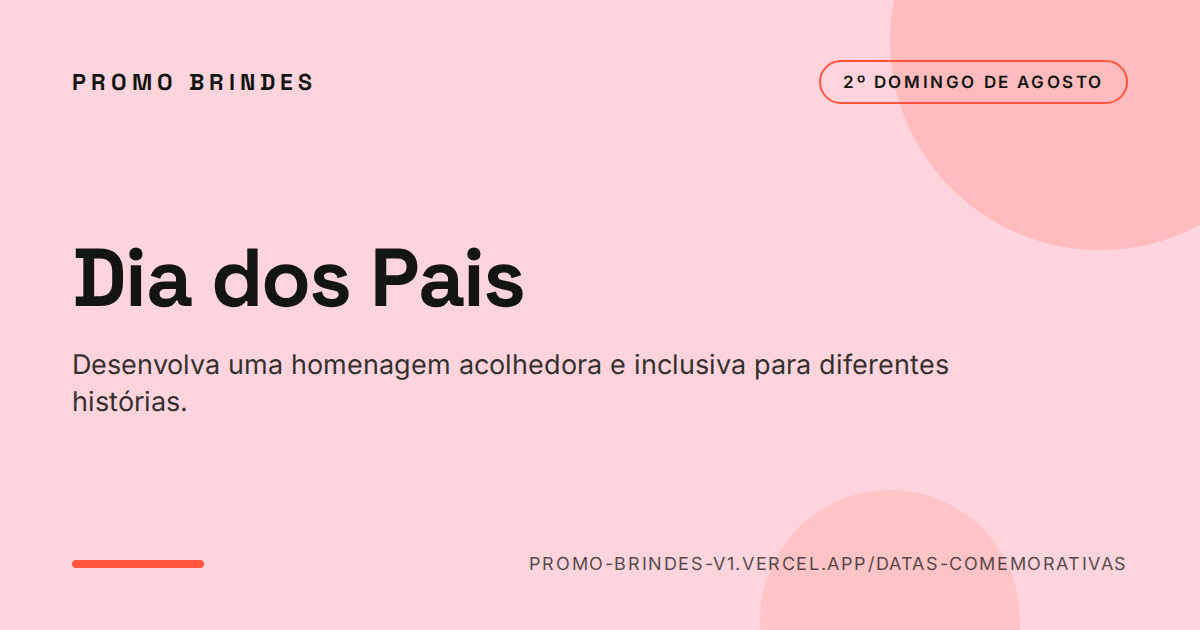 PROMO BRINDES
2º DOMINGO DE AGOSTO
Dia dos Pais
Desenvolva uma homenagem acolhedora e inclusiva para diferentes
histórias.
PROMO-BRINDES-V1.VERCEL.APP/DATAS-COMEMORATIVAS